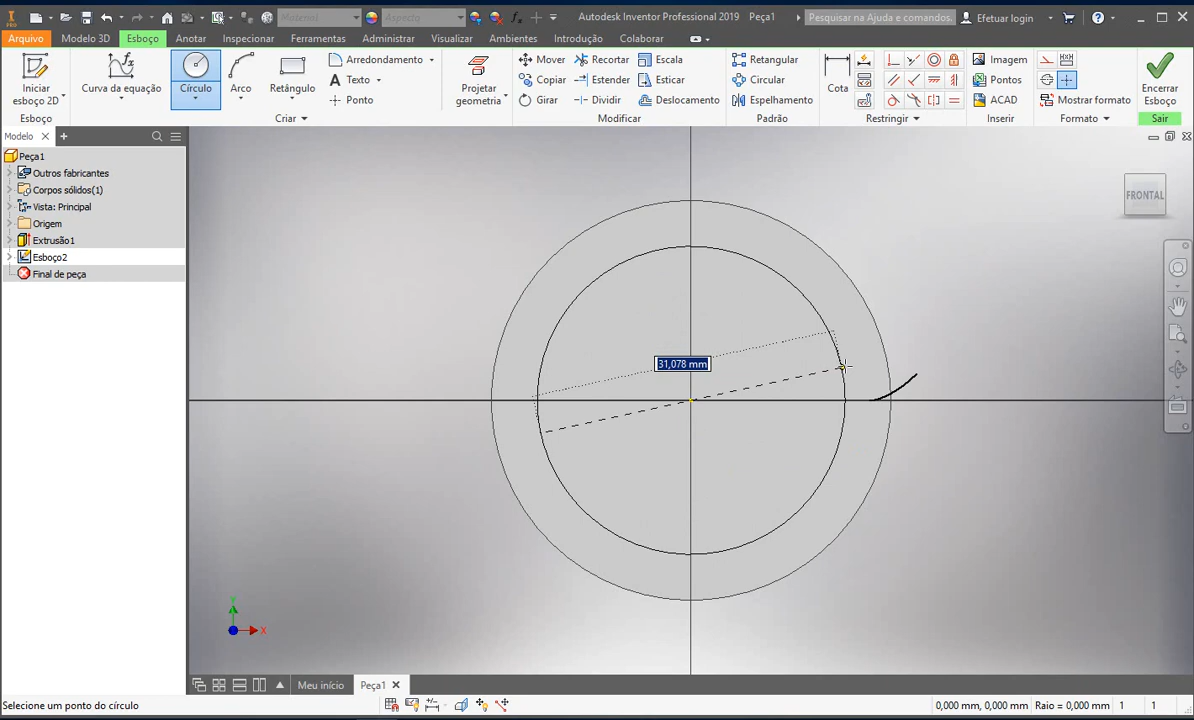 Autodesk Inventor Professional 2019 Peça1
Material1
Aspecto
Pesquisar na Ajuda e comandos.
Efetuar login
PRO
Arquivo Modelo 3D Esboço Anotar Inspecionar Ferramentas Administrar Visualizar Ambientes Introdução Colaborar
Iniciar esboço 2D
Curva da equação
Círculo
Arco
Retângulo
Arredondamento
Texto
Ponto
Projetar geometria
Mover
Copiar
Girar
Recortar
Estender
Dividir
Escala
Esticar
Deslocamento
Retangular
Circular
Espelhamento
Cota
Imagem
Pontos
ACAD
Mostrar formato
Encerrar Esboço
Esboço Criar Modificar Padrão Restringir Inserir Formato Sair
Modelo
Peça1
Outros fabricantes
Corpos sólidos(1)
Vista: Principal
Origem
Extrusão1
Esboço2
Final de peça
31,078 mm
FRONTAL
Y
X
Meu início Peça1
Selecione um ponto do círculo
0,000 mm, 0,000 mm Raio = 0,000 mm 1 1